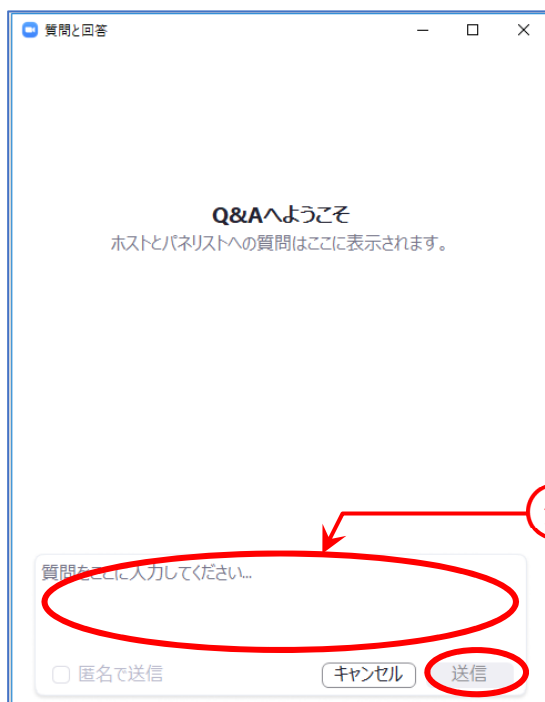 質問と回答
Q&Aへようこそ
ホストとパネリストへの質問はここに表示されます。
質問をここに入力してください...
匿名で送信 キャンセル 送信